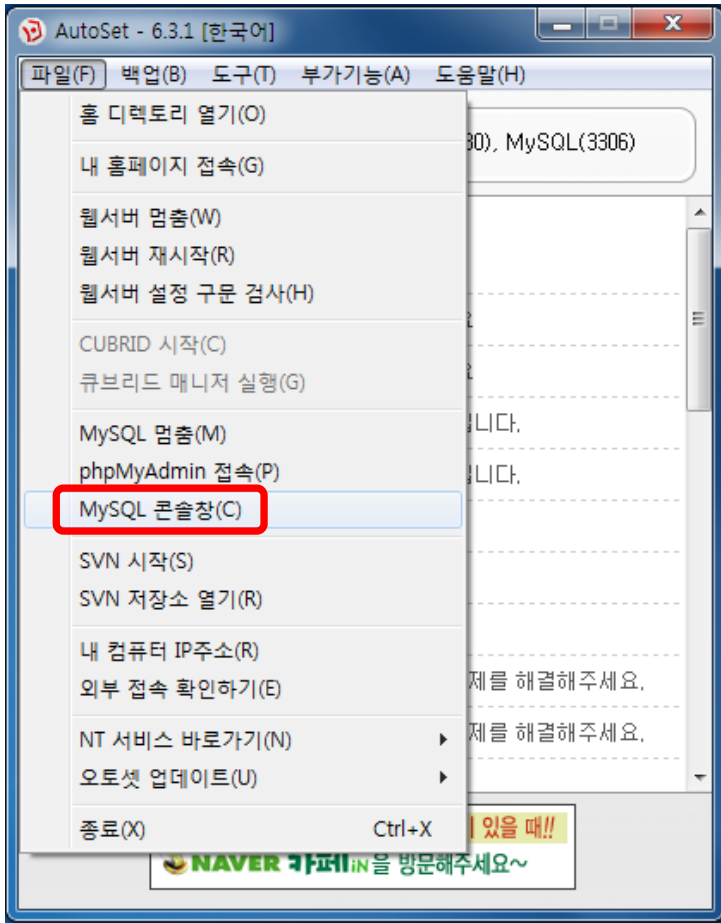 AutoSet - 6.3.1 [한국어]
파일(F) 백업(B) 도구(T) 부가기능(A) 도움말(H)
홈 디렉토리 열기(O)
30), MySQL(3306)
내 홈페이지 접속(G)
웹서버 멈춤(W)
웹서버 재시작(R)
웹서버 설정 구문 검사(H)
CUBRID 시작(C)
큐브리드 매니저 실행(G)
MySQL 멈춤(M)
니다.
phpMyAdmin 접속(P)
니다.
MySQL 콘솔창(C)
SVN 시작(S)
SVN 저장소 열기(R)
내 컴퓨터 IP주소(R)
외부 접속 확인하기(E)
제를 해결해주세요.
NT 서비스 바로가기(N)
제를 해결해주세요.
오토셋 업데이트(U)
종료(X) Ctrl+X
있을 때!!
NAVER 카페iN을 방문해주세요~